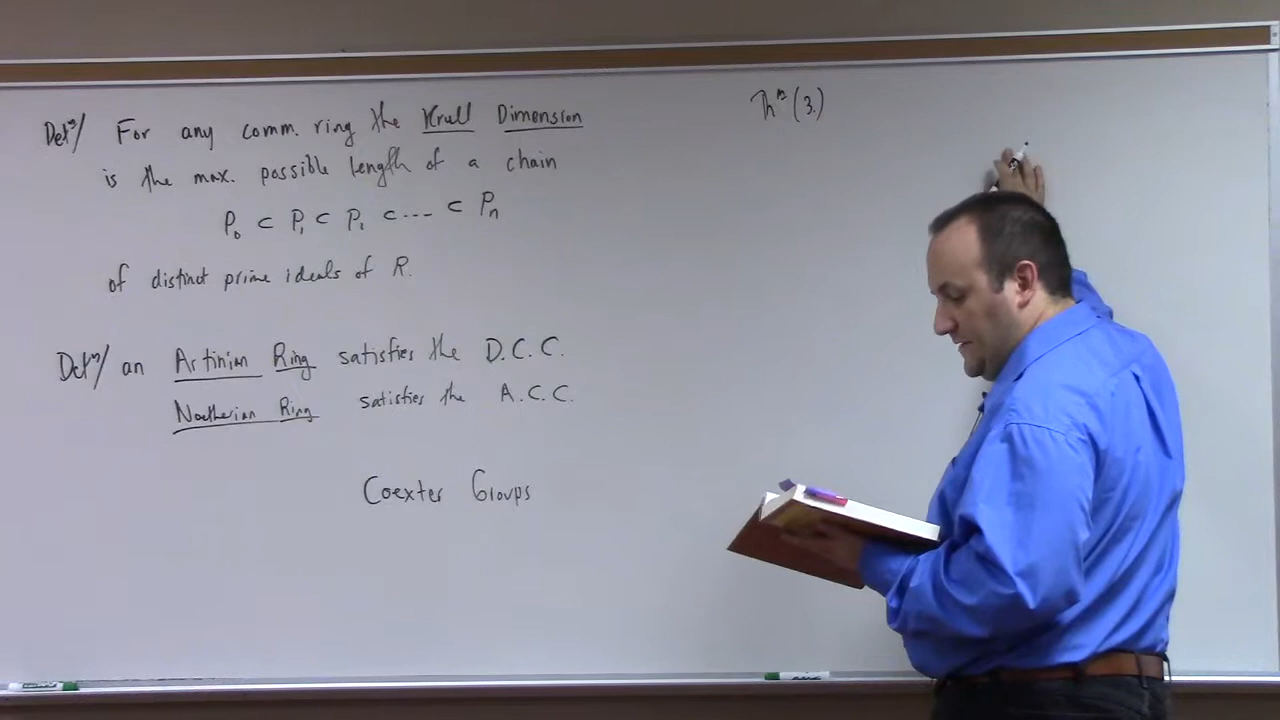 Defⁿ/ For any comm. ring the Krull Dimension
is the max. possible length of a chain
P₀ ⊂ P₁ ⊂ P₂ ⊂ ··· ⊂ Pₙ
of distinct prime ideals of R.
Defⁿ/ an Artinian Ring satisfies the D.C.C.
Noetherian Ring satisfies the A.C.C.
Coexter Groups
Thᵐ (3.)